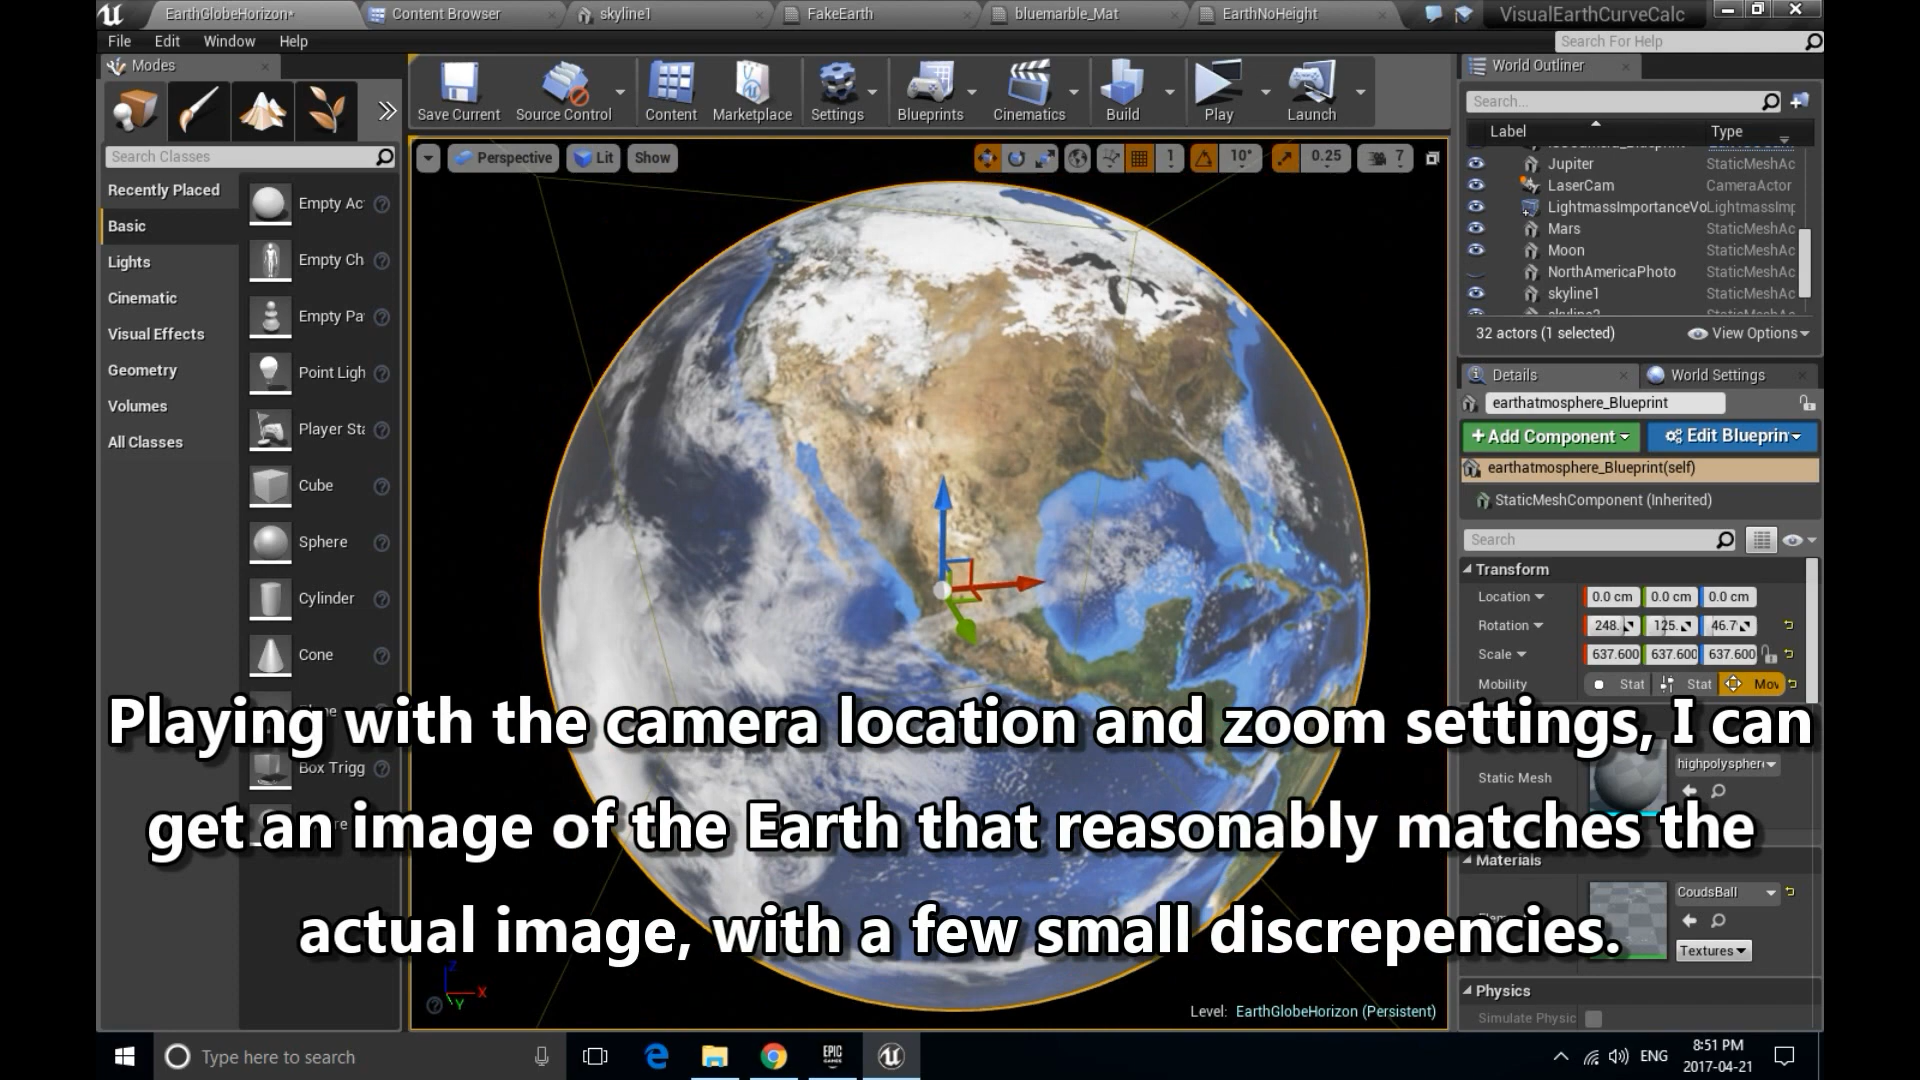 EarthGlobeHorizon*
Content Browser
skyline1
FakeEarth
bluemarble_Mat
EarthNoHeight
VisualEarthCurveCalc
File Edit Window Help
Search For Help
Modes
World Outliner
Save Current
Source Control
Content
Marketplace
Settings
Blueprints
Cinematics
Build
Play
Launch
Search...
Label
Type
Search Classes
Perspective
Lit
Show
1
10°
0.25
7
Recently Placed
Basic
Lights
Cinematic
Visual Effects
Geometry
Volumes
All Classes
Empty Ac
Empty Ch
Empty Pa
Point Ligh
Player Sta
Cube
Sphere
Cylinder
Cone
Box Trigg
Jupiter StaticMeshAc
LaserCam CameraActor
LightmassImportanceVo LightmassImp
Mars StaticMeshAc
Moon StaticMeshAc
NorthAmericaPhoto StaticMeshAc
skyline1 StaticMeshAc
32 actors (1 selected)
View Options
Details
World Settings
earthatmosphere_Blueprint
+Add Component
Edit Blueprin
earthatmosphere_Blueprint(self)
StaticMeshComponent (Inherited)
Search
Transform
Location 0.0 cm 0.0 cm 0.0 cm
Rotation 248. 125. 46.7
Scale 637.600 637.600 637.600
Mobility Stat Stat Mov
Static Mesh
highpolyspher
Materials
CoudsBall
Textures
Physics
Simulate Physic
Playing with the camera location and zoom settings, I can
get an image of the Earth that reasonably matches the
actual image, with a few small discrepencies.
Z
X
Y
Level: EarthGlobeHorizon (Persistent)
Type here to search
EPIC
GAMES
ENG
8:51 PM
2017-04-21